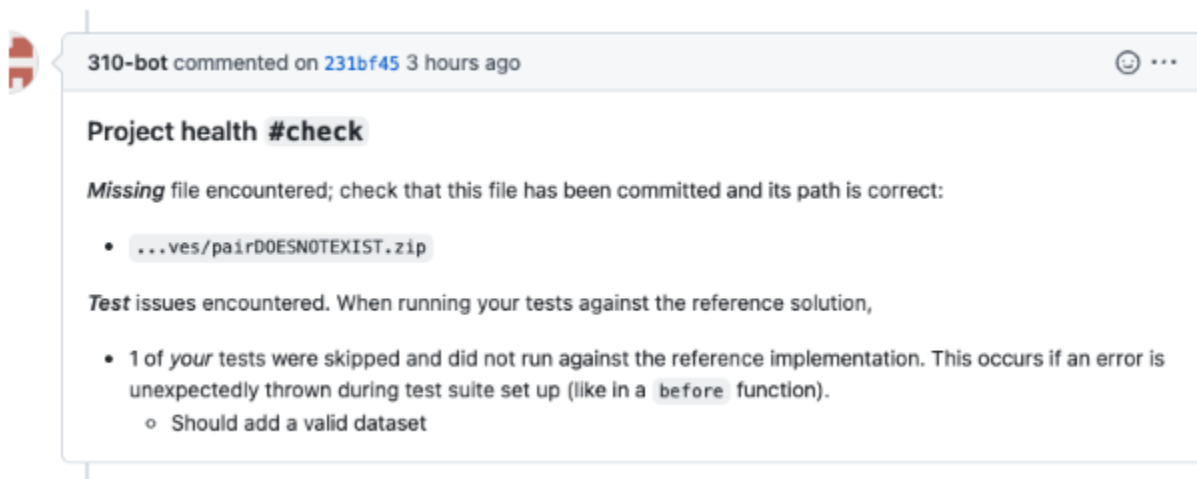 310-bot commented on 231bf45 3 hours ago
Project health #check
Missing file encountered; check that this file has been committed and its path is correct:
• ...ves/pairDOESNOTEXIST.zip
Test issues encountered. When running your tests against the reference solution,
• 1 of your tests were skipped and did not run against the reference implementation. This occurs if an error is
unexpectedly thrown during test suite set up (like in a before function).
◦ Should add a valid dataset